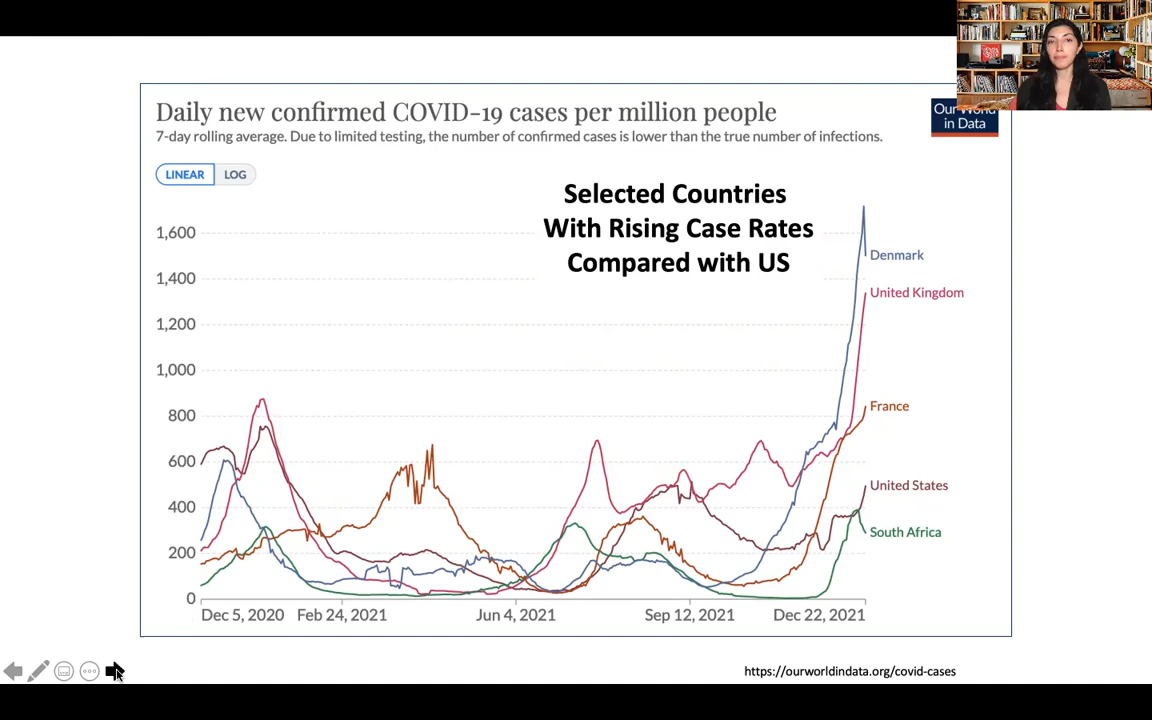 Daily new confirmed COVID-19 cases per million people
7-day rolling average. Due to limited testing, the number of confirmed cases is lower than the true number of infections.
Our World
in Data
LINEAR LOG
Selected Countries
With Rising Case Rates
Compared with US
1,600
1,400
1,200
1,000
800
600
400
200
0
Denmark
United Kingdom
France
United States
South Africa
Dec 5, 2020 Feb 24, 2021 Jun 4, 2021 Sep 12, 2021 Dec 22, 2021
https://ourworldindata.org/covid-cases